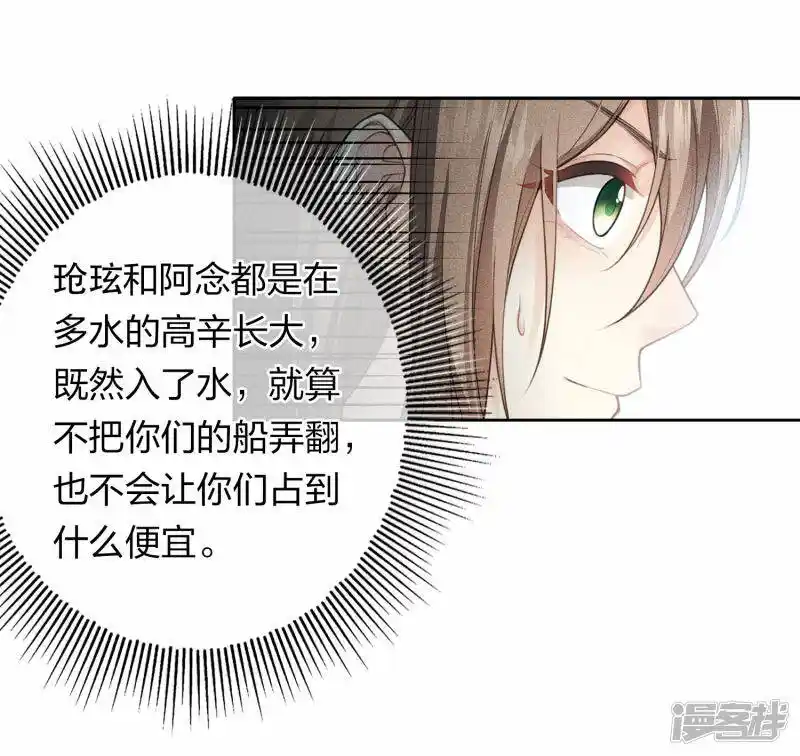 玱玹和阿念都是在
多水的高辛长大，
既然入了水，就算
不把你们的船弄翻，
也不会让你们占到
什么便宜。
漫客栈